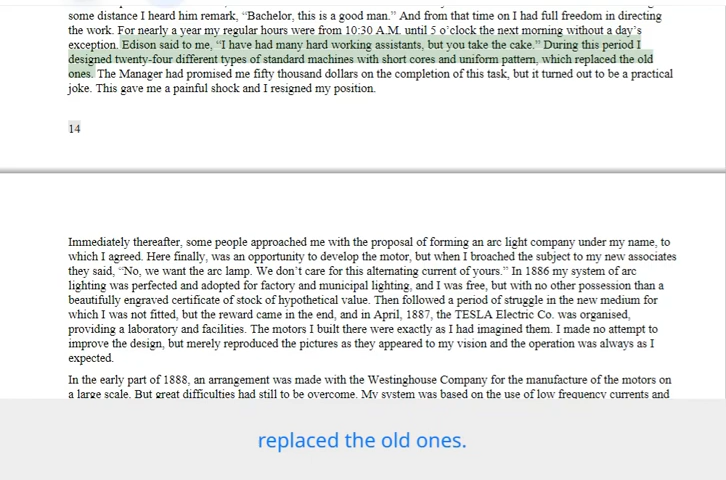 some distance I heard him remark, “Bachelor, this is a good man.” And from that time on I had full freedom in directing
the work. For nearly a year my regular hours were from 10:30 A.M. until 5 o’clock the next morning without a day’s
exception. Edison said to me, “I have had many hard working assistants, but you take the cake.” During this period I
designed twenty-four different types of standard machines with short cores and uniform pattern, which replaced the old
ones. The Manager had promised me fifty thousand dollars on the completion of this task, but it turned out to be a practical
joke. This gave me a painful shock and I resigned my position.
14
Immediately thereafter, some people approached me with the proposal of forming an arc light company under my name, to
which I agreed. Here finally, was an opportunity to develop the motor, but when I broached the subject to my new associates
they said, “No, we want the arc lamp. We don’t care for this alternating current of yours.” In 1886 my system of arc
lighting was perfected and adopted for factory and municipal lighting, and I was free, but with no other possession than a
beautifully engraved certificate of stock of hypothetical value. Then followed a period of struggle in the new medium for
which I was not fitted, but the reward came in the end, and in April, 1887, the TESLA Electric Co. was organised,
providing a laboratory and facilities. The motors I built there were exactly as I had imagined them. I made no attempt to
improve the design, but merely reproduced the pictures as they appeared to my vision and the operation was always as I
expected.
In the early part of 1888, an arrangement was made with the Westinghouse Company for the manufacture of the motors on
a large scale. But great difficulties had still to be overcome. My system was based on the use of low frequency currents and
replaced the old ones.